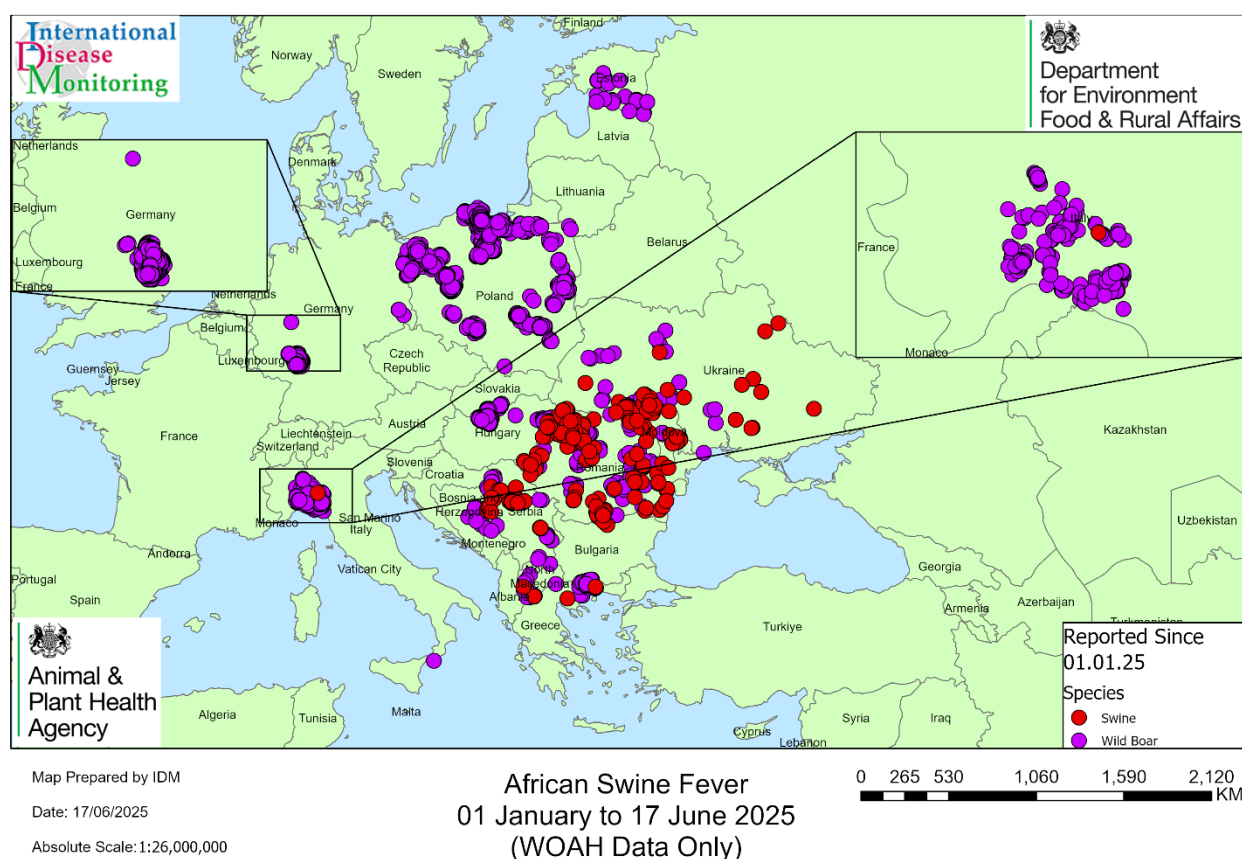 International
Disease
Monitoring
Department
for Environment
Food & Rural Affairs
Finland
Norway
Sweden
Estonia
Latvia
Denmark
Lithuania
Belarus
Netherlands
Belgium
Germany
Luxembourg
France
Italy
France
Monaco
Netherlands
Germany
Poland
Belgium
Luxembourg
Guernsey
Jersey
Czech
Republic
Ukraine
Slovakia
Kazakhstan
France
Austria
Hungary
Moldova
Liechtenstein
Switzerland
Slovenia
Croatia
Romania
Bosnia and
Herzegovina
Serbia
Monaco
San Marino
Italy
Montenegro
Bulgaria
Uzbekistan
Andorra
Vatican City
North
Macedonia
Albania
Georgia
Portugal
Spain
Greece
Armenia
Azerbaijan
Turkiye
Turkmenistan
Algeria
Tunisia
Malta
Cyprus
Lebanon
Syria
Iraq
Animal &
Plant Health
Agency
Reported Since
01.01.25
Species
Swine
Wild Boar
Map Prepared by IDM
Date: 17/06/2025
Absolute Scale: 1:26,000,000
African Swine Fever
01 January to 17 June 2025
(WOAH Data Only)
0 265 530 1,060 1,590 2,120
KM